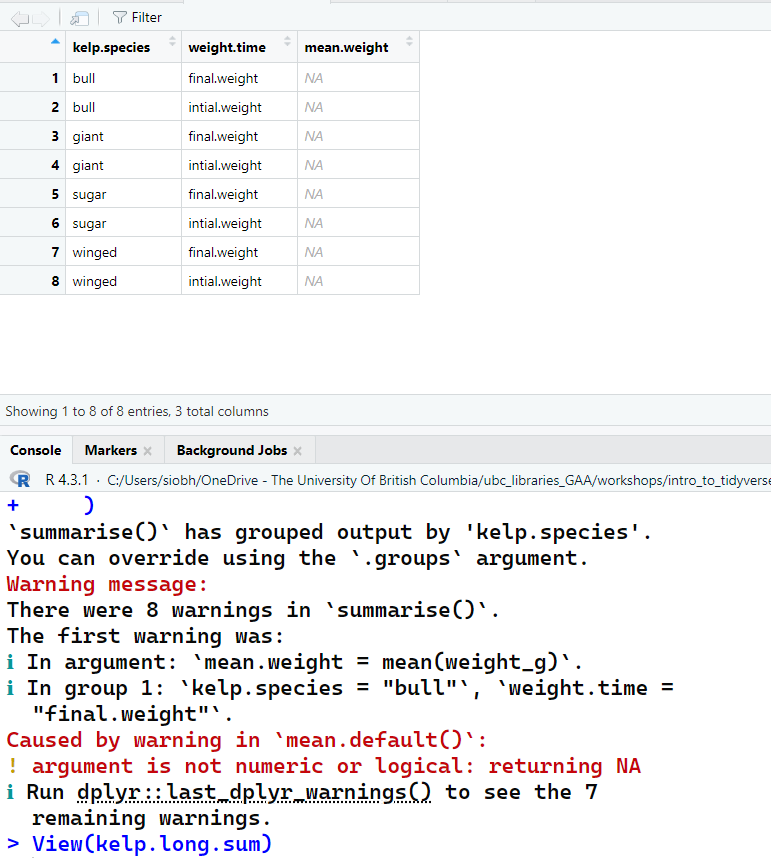 Filter
kelp.species weight.time mean.weight
1 bull final.weight NA
2 bull intial.weight NA
3 giant final.weight NA
4 giant intial.weight NA
5 sugar final.weight NA
6 sugar intial.weight NA
7 winged final.weight NA
8 winged intial.weight NA
Showing 1 to 8 of 8 entries, 3 total columns
Console Markers Background Jobs
R R 4.3.1 · C:/Users/siobh/OneDrive - The University Of British Columbia/ubc_libraries_GAA/workshops/intro_to_tidyverse
+ )
`summarise()` has grouped output by 'kelp.species'.
You can override using the `.groups` argument.
Warning message:
There were 8 warnings in `summarise()`.
The first warning was:
ℹ In argument: `mean.weight = mean(weight_g)`.
ℹ In group 1: `kelp.species = "bull"`, `weight.time =
"final.weight"`.
Caused by warning in `mean.default()`:
! argument is not numeric or logical: returning NA
ℹ Run dplyr::last_dplyr_warnings() to see the 7
remaining warnings.
> View(kelp.long.sum)